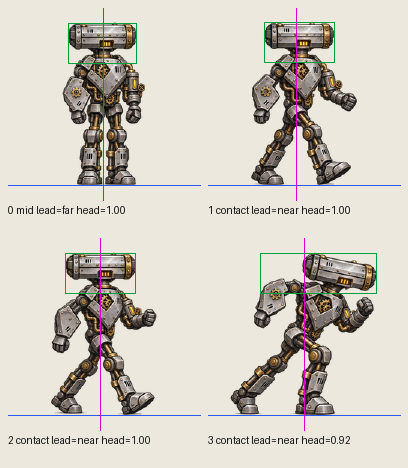 0 mid lead=far head=1.00
1 contact lead=near head=1.00
2 contact lead=near head=1.00
3 contact lead=near head=0.92